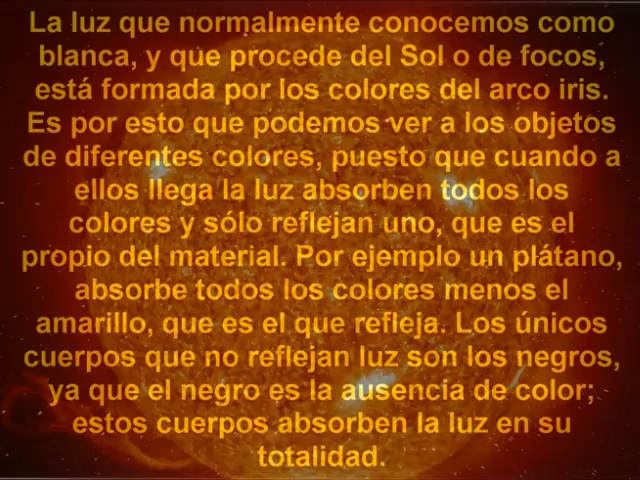 La luz que normalmente conocemos como
blanca, y que procede del Sol o de focos,
está formada por los colores del arco iris.
Es por esto que podemos ver a los objetos
de diferentes colores, puesto que cuando a
ellos llega la luz absorben todos los
colores y sólo reflejan uno, que es el
propio del material. Por ejemplo un plátano,
absorbe todos los colores menos el
amarillo, que es el que refleja. Los únicos
cuerpos que no reflejan luz son los negros,
ya que el negro es la ausencia de color;
estos cuerpos absorben la luz en su
totalidad.